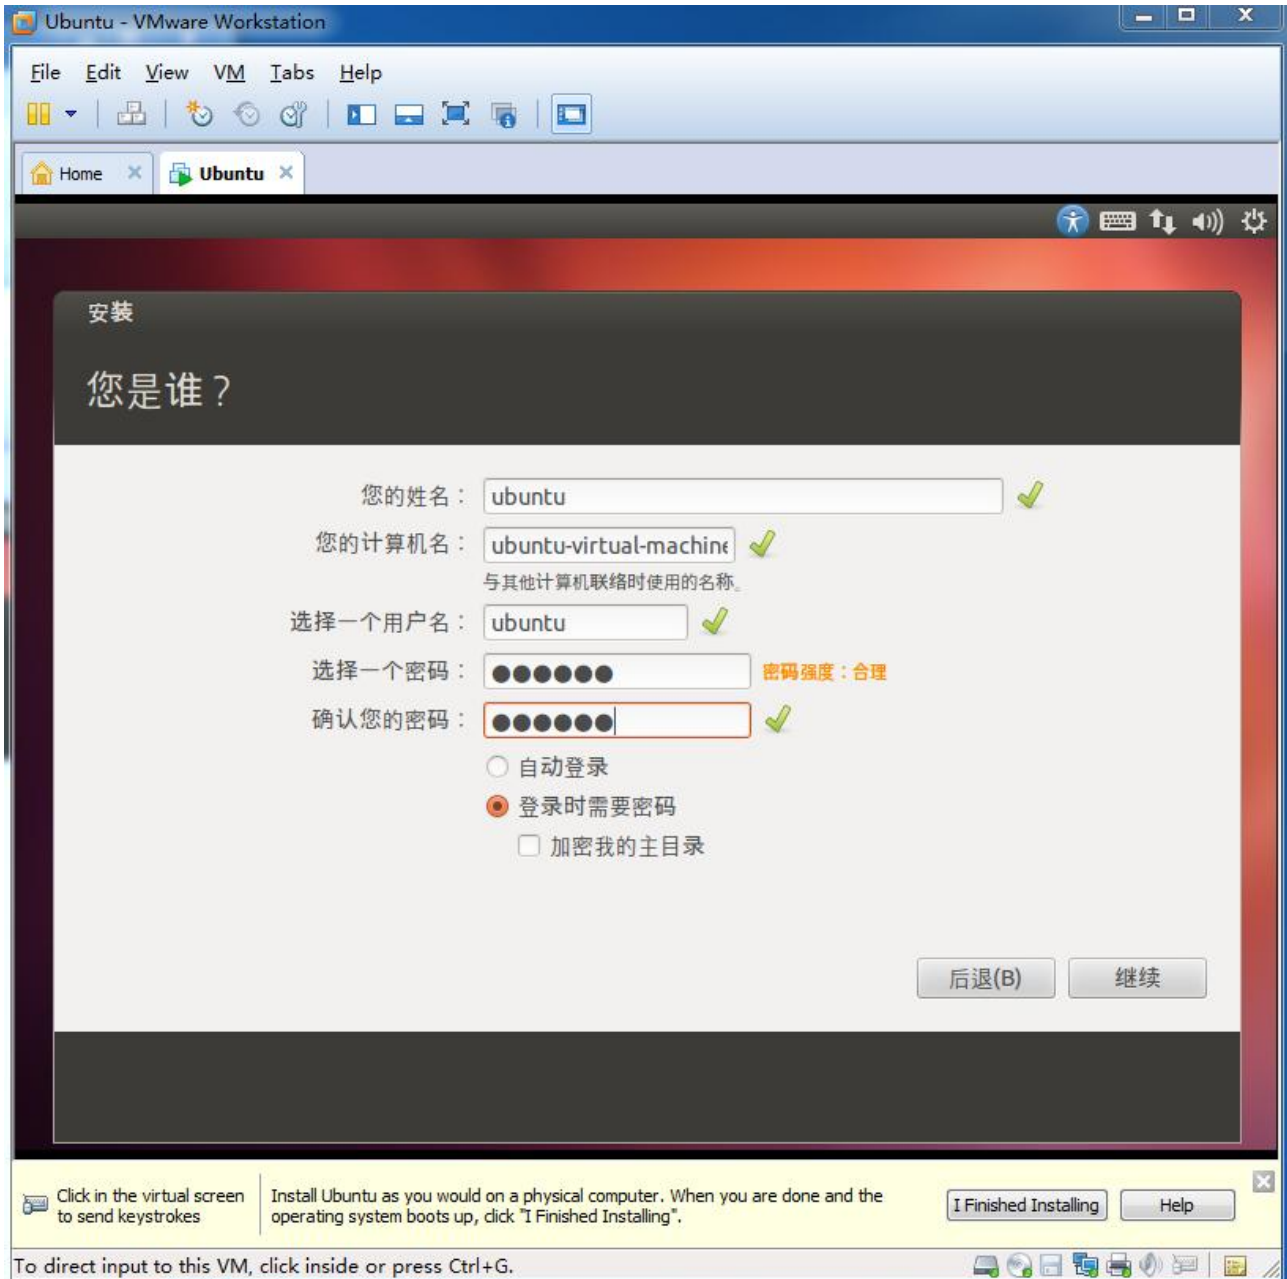 Ubuntu - VMware Workstation
File Edit View VM Tabs Help
Home Ubuntu
安装
您是谁？
您的姓名： ubuntu
您的计算机名： ubuntu-virtual-machine
与其他计算机联络时使用的名称。
选择一个用户名： ubuntu
选择一个密码： ●●●●●● 密码强度：合理
确认您的密码： ●●●●●●
自动登录
登录时需要密码
加密我的主目录
后退(B) 继续
Click in the virtual screen
to send keystrokes
Install Ubuntu as you would on a physical computer. When you are done and the
operating system boots up, click "I Finished Installing".
I Finished Installing Help
To direct input to this VM, click inside or press Ctrl+G.